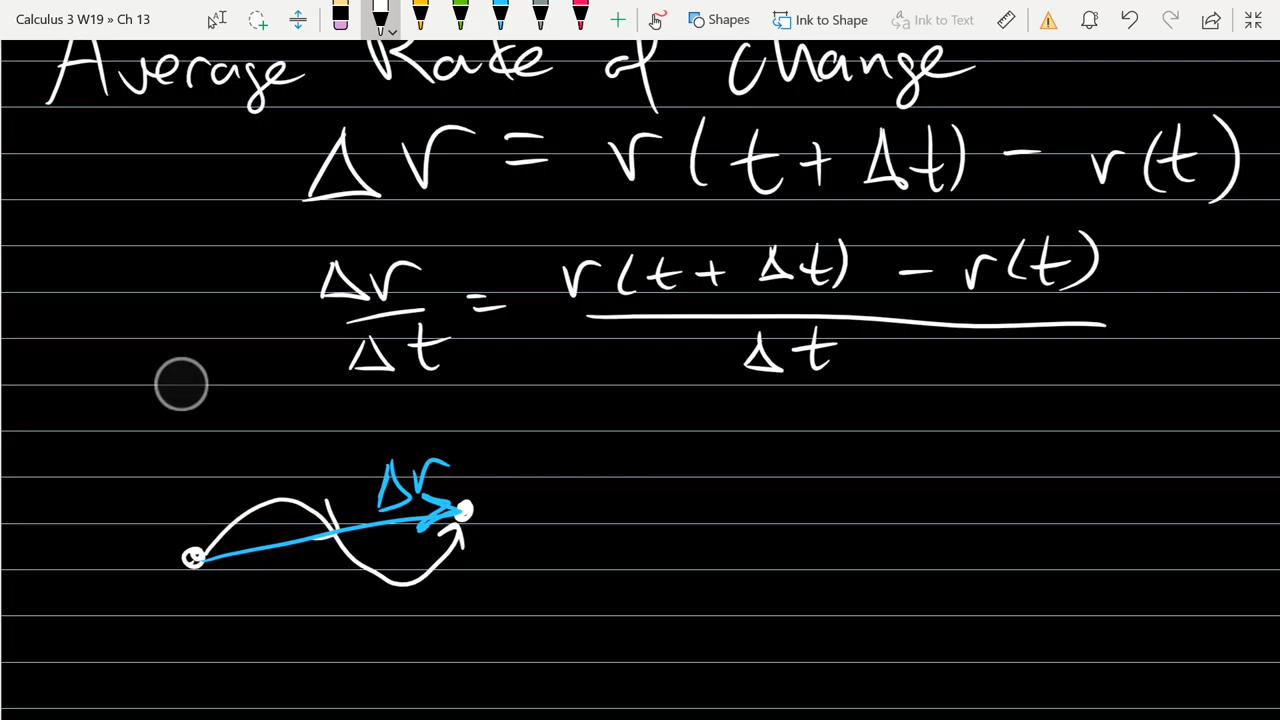 Calculus 3 W19 » Ch 13
Shapes
Ink to Shape
Ink to Text
Average Rate of Change
Δr = r(t + Δt) - r(t)
Δr/Δt = r(t + Δt) - r(t)/Δt
Δr